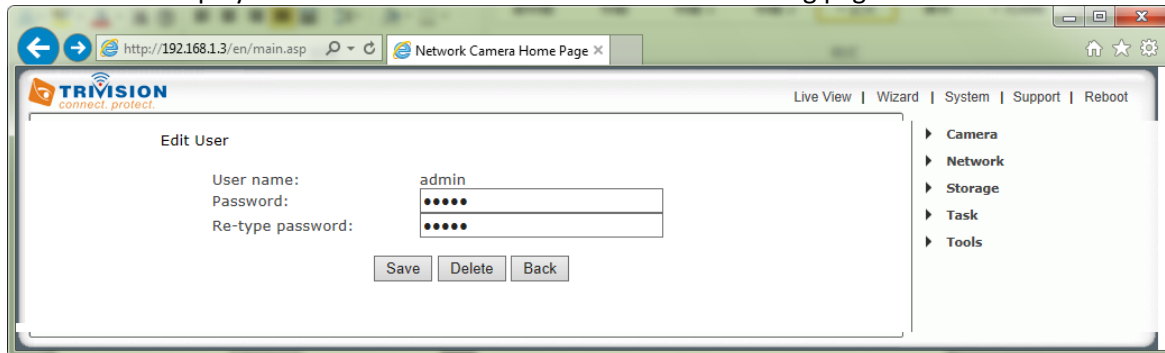 http://192.168.1.3/en/main.asp Network Camera Home Page
TRIVISION
connect. protect.
Live View | Wizard | System | Support | Reboot
Edit User
User name: admin
Password: •••••
Re-type password: •••••
Save Delete Back
Camera
Network
Storage
Task
Tools